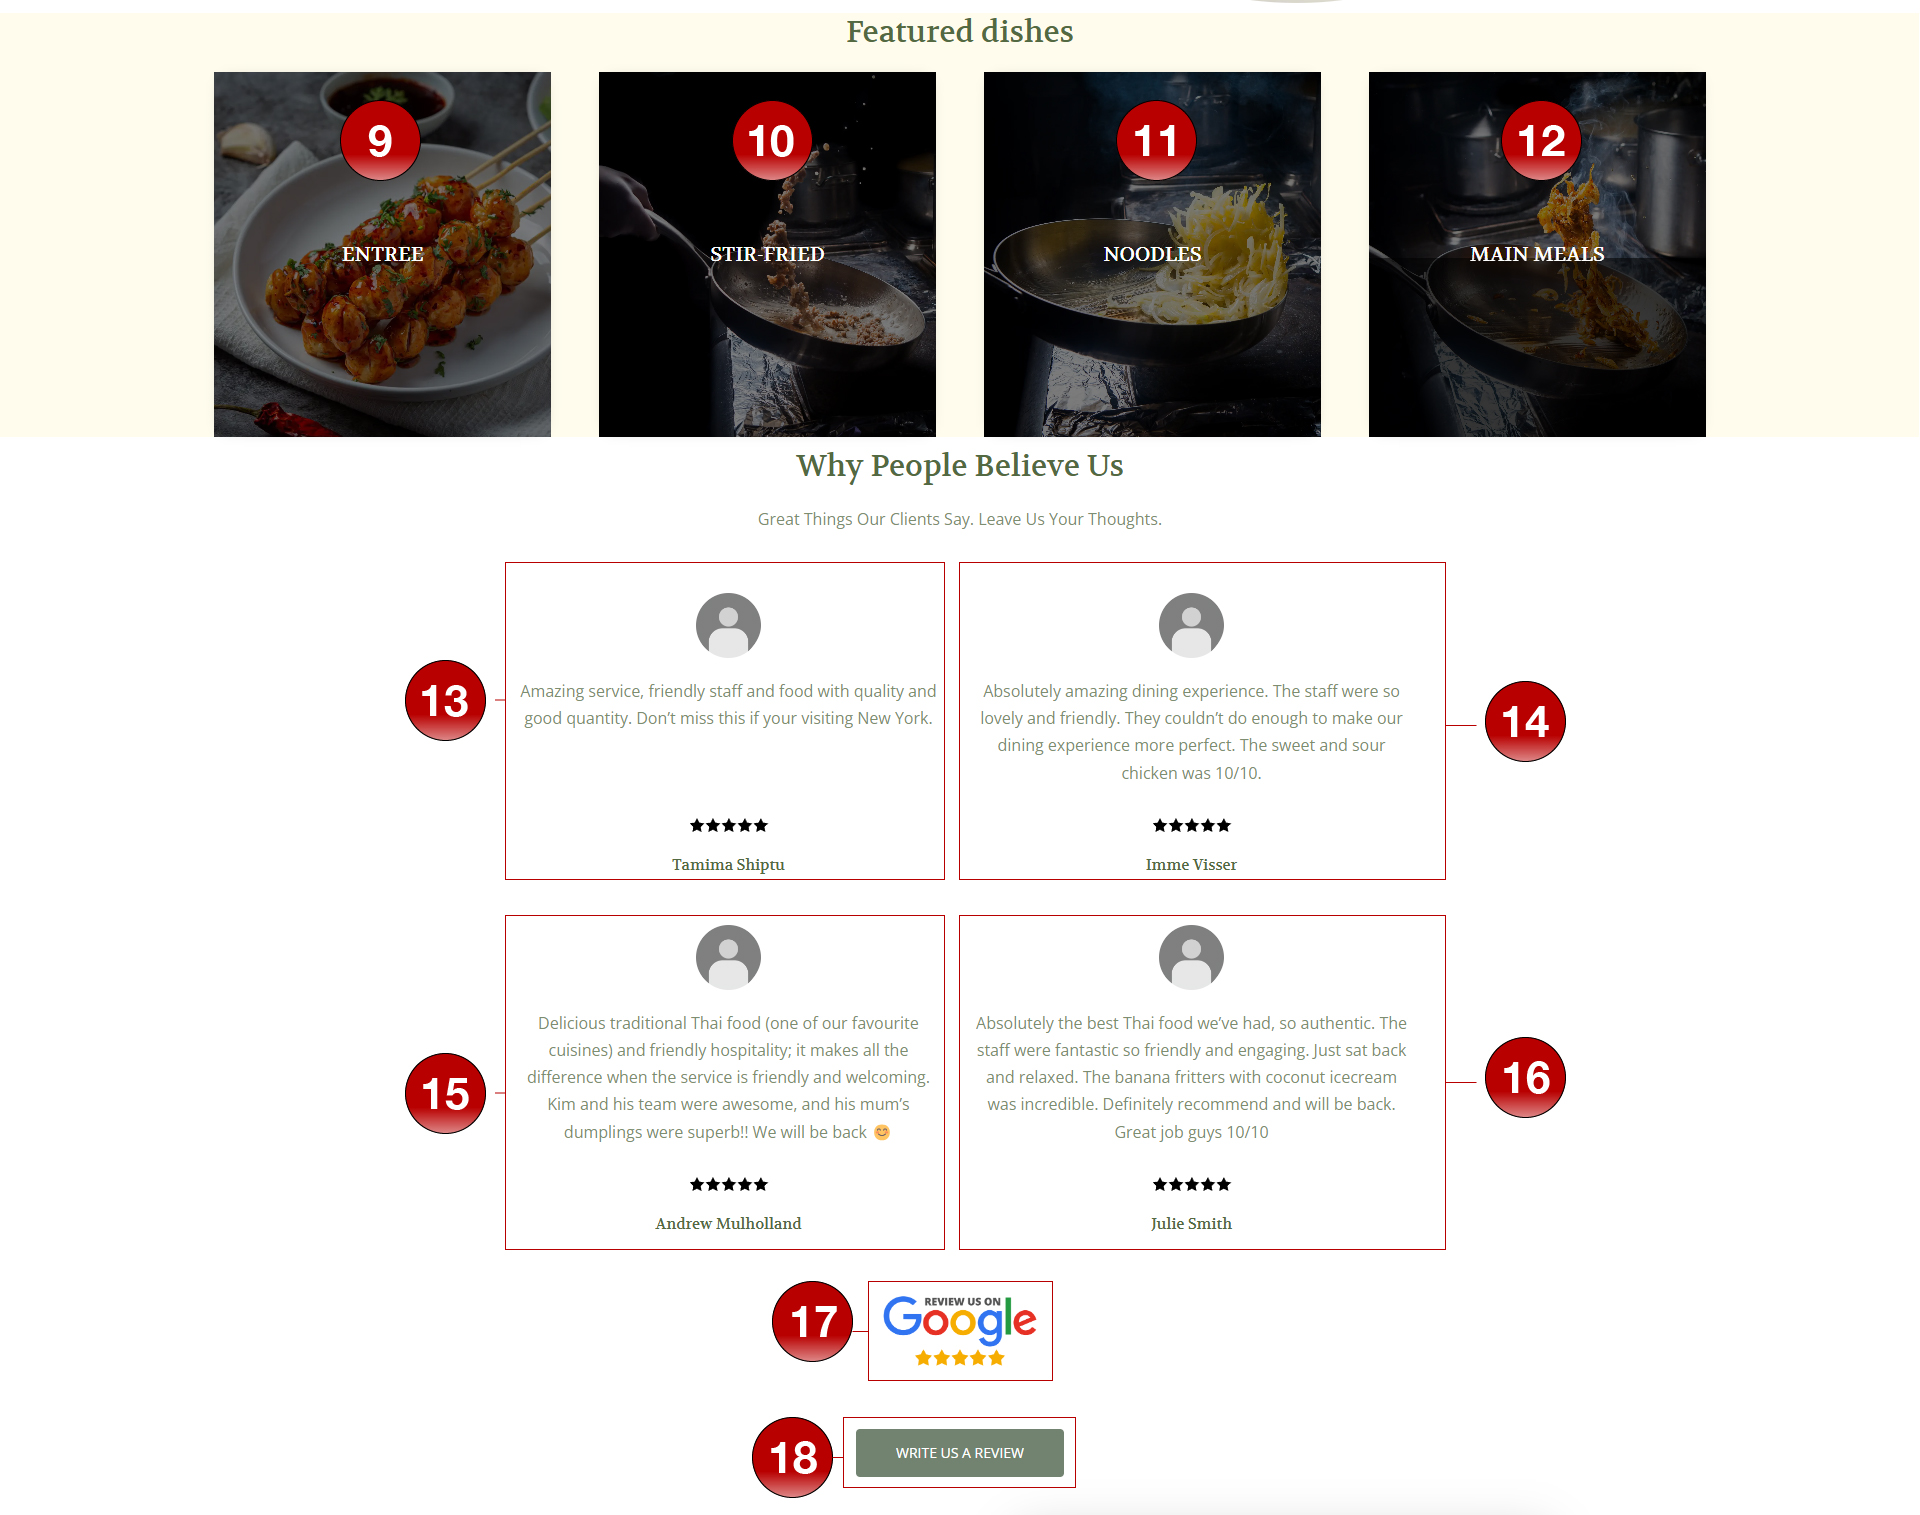 Featured dishes
9
10
11
12
ENTREE
STIR-FRIED
NOODLES
MAIN MEALS
Why People Believe Us
Great Things Our Clients Say. Leave Us Your Thoughts.
13
Amazing service, friendly staff and food with quality and
good quantity. Don’t miss this if your visiting New York.
Tamima Shiptu
14
Absolutely amazing dining experience. The staff were so
lovely and friendly. They couldn’t do enough to make our
dining experience more perfect. The sweet and sour
chicken was 10/10.
Imme Visser
15
Delicious traditional Thai food (one of our favourite
cuisines) and friendly hospitality; it makes all the
difference when the service is friendly and welcoming.
Kim and his team were awesome, and his mum’s
dumplings were superb!! We will be back 😊
Andrew Mulholland
16
Absolutely the best Thai food we’ve had, so authentic. The
staff were fantastic so friendly and engaging. Just sat back
and relaxed. The banana fritters with coconut icecream
was incredible. Definitely recommend and will be back.
Great job guys 10/10
Julie Smith
17
REVIEW US ON
Google
18
WRITE US A REVIEW